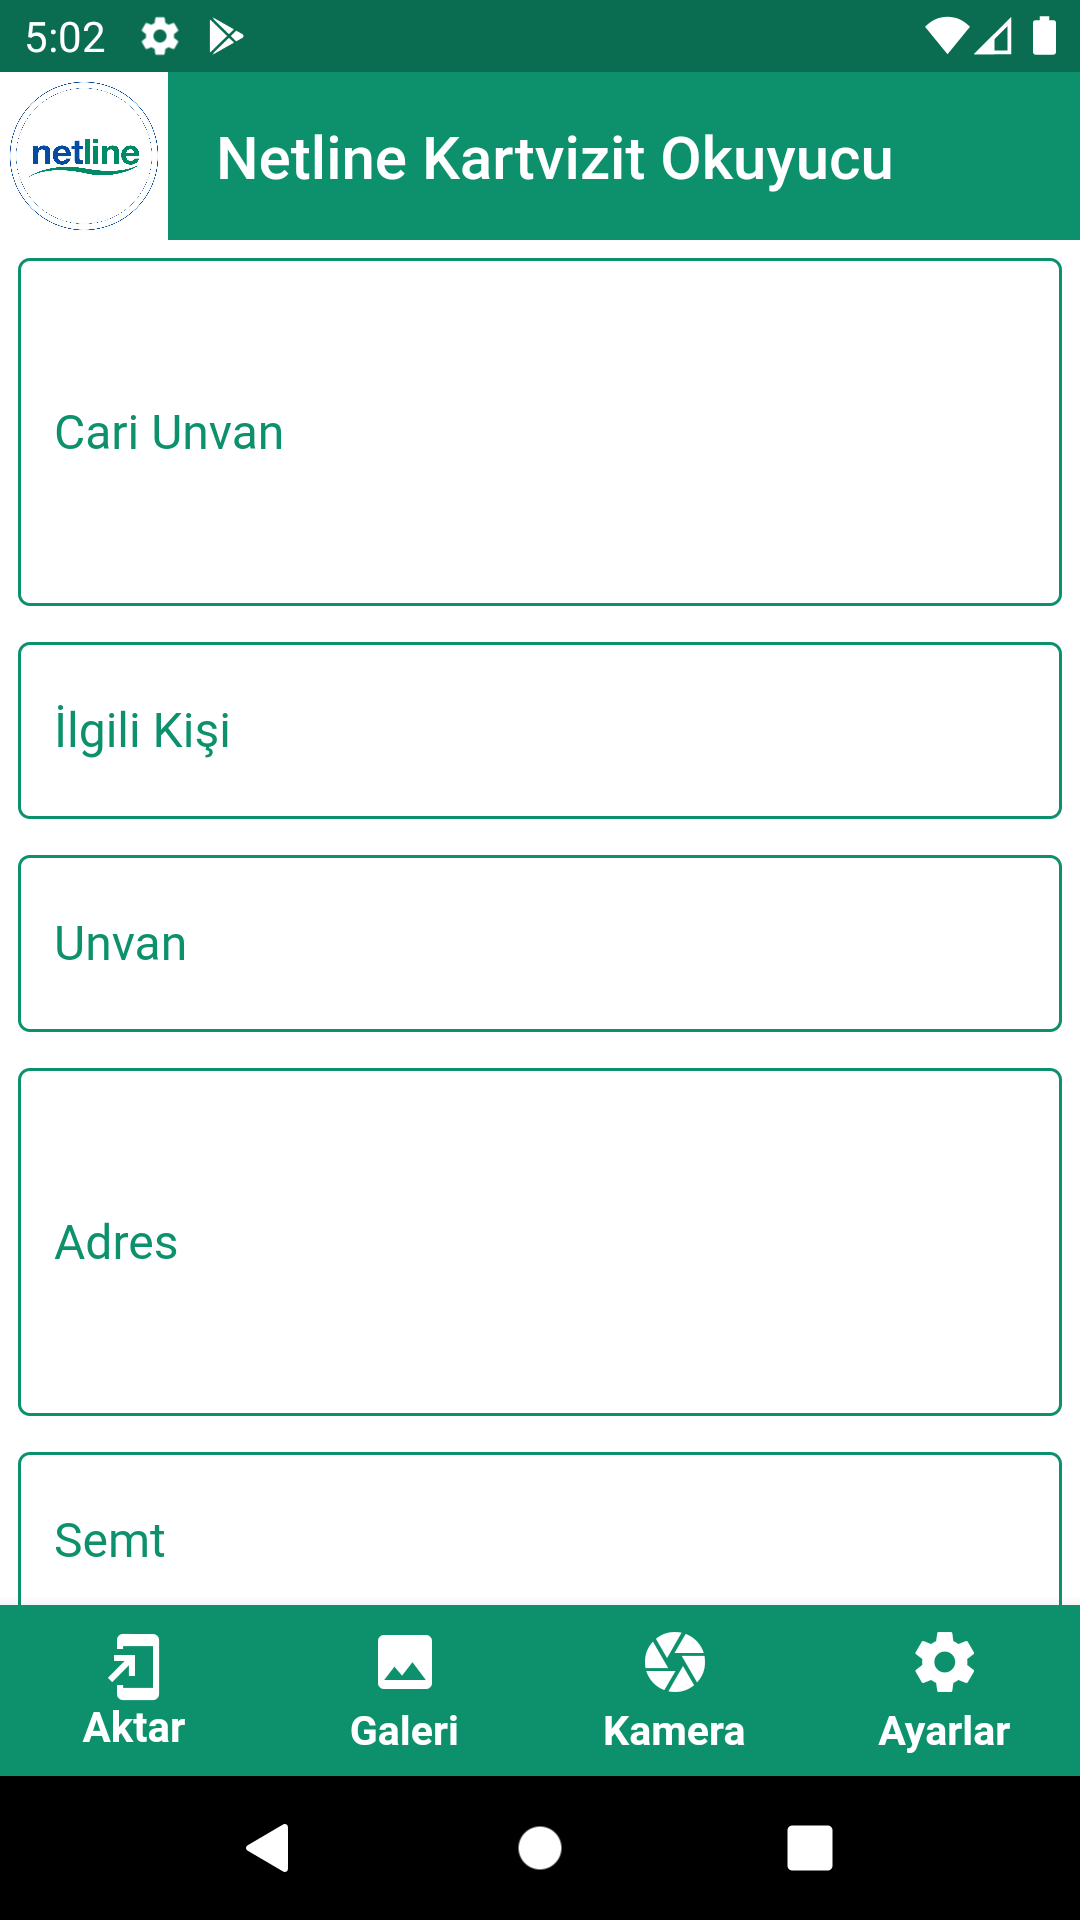 5:02
netline
Netline Kartvizit Okuyucu
Cari Unvan
İlgili Kişi
Unvan
Adres
Semt
Aktar
Galeri
Kamera
Ayarlar